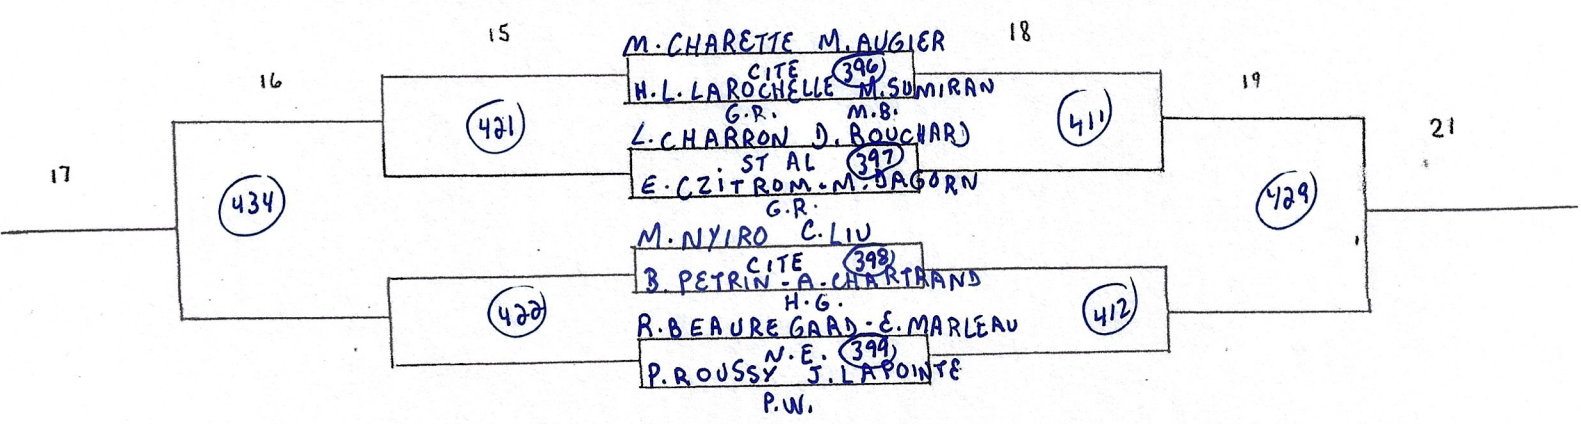 15
M. CHARETTE M. AUGIER
18
CITE 396
16
H.L. LAROCHELLE M. SUMIRAN
19
G.R. M.B.
421
411
L. CHARRON D. BOUCHARD
21
ST AL 397
17
E. CZITROM - M. DAGORN
434
G.R.
429
M. NYIRO C. LIU
CITE 398
B. PETRIN - A. CHARTRAND
H.G.
422
412
R. BEAUREGARD - E. MARLEAU
N.E. 399
P. ROUSSY J. LAPOINTE
P.W.